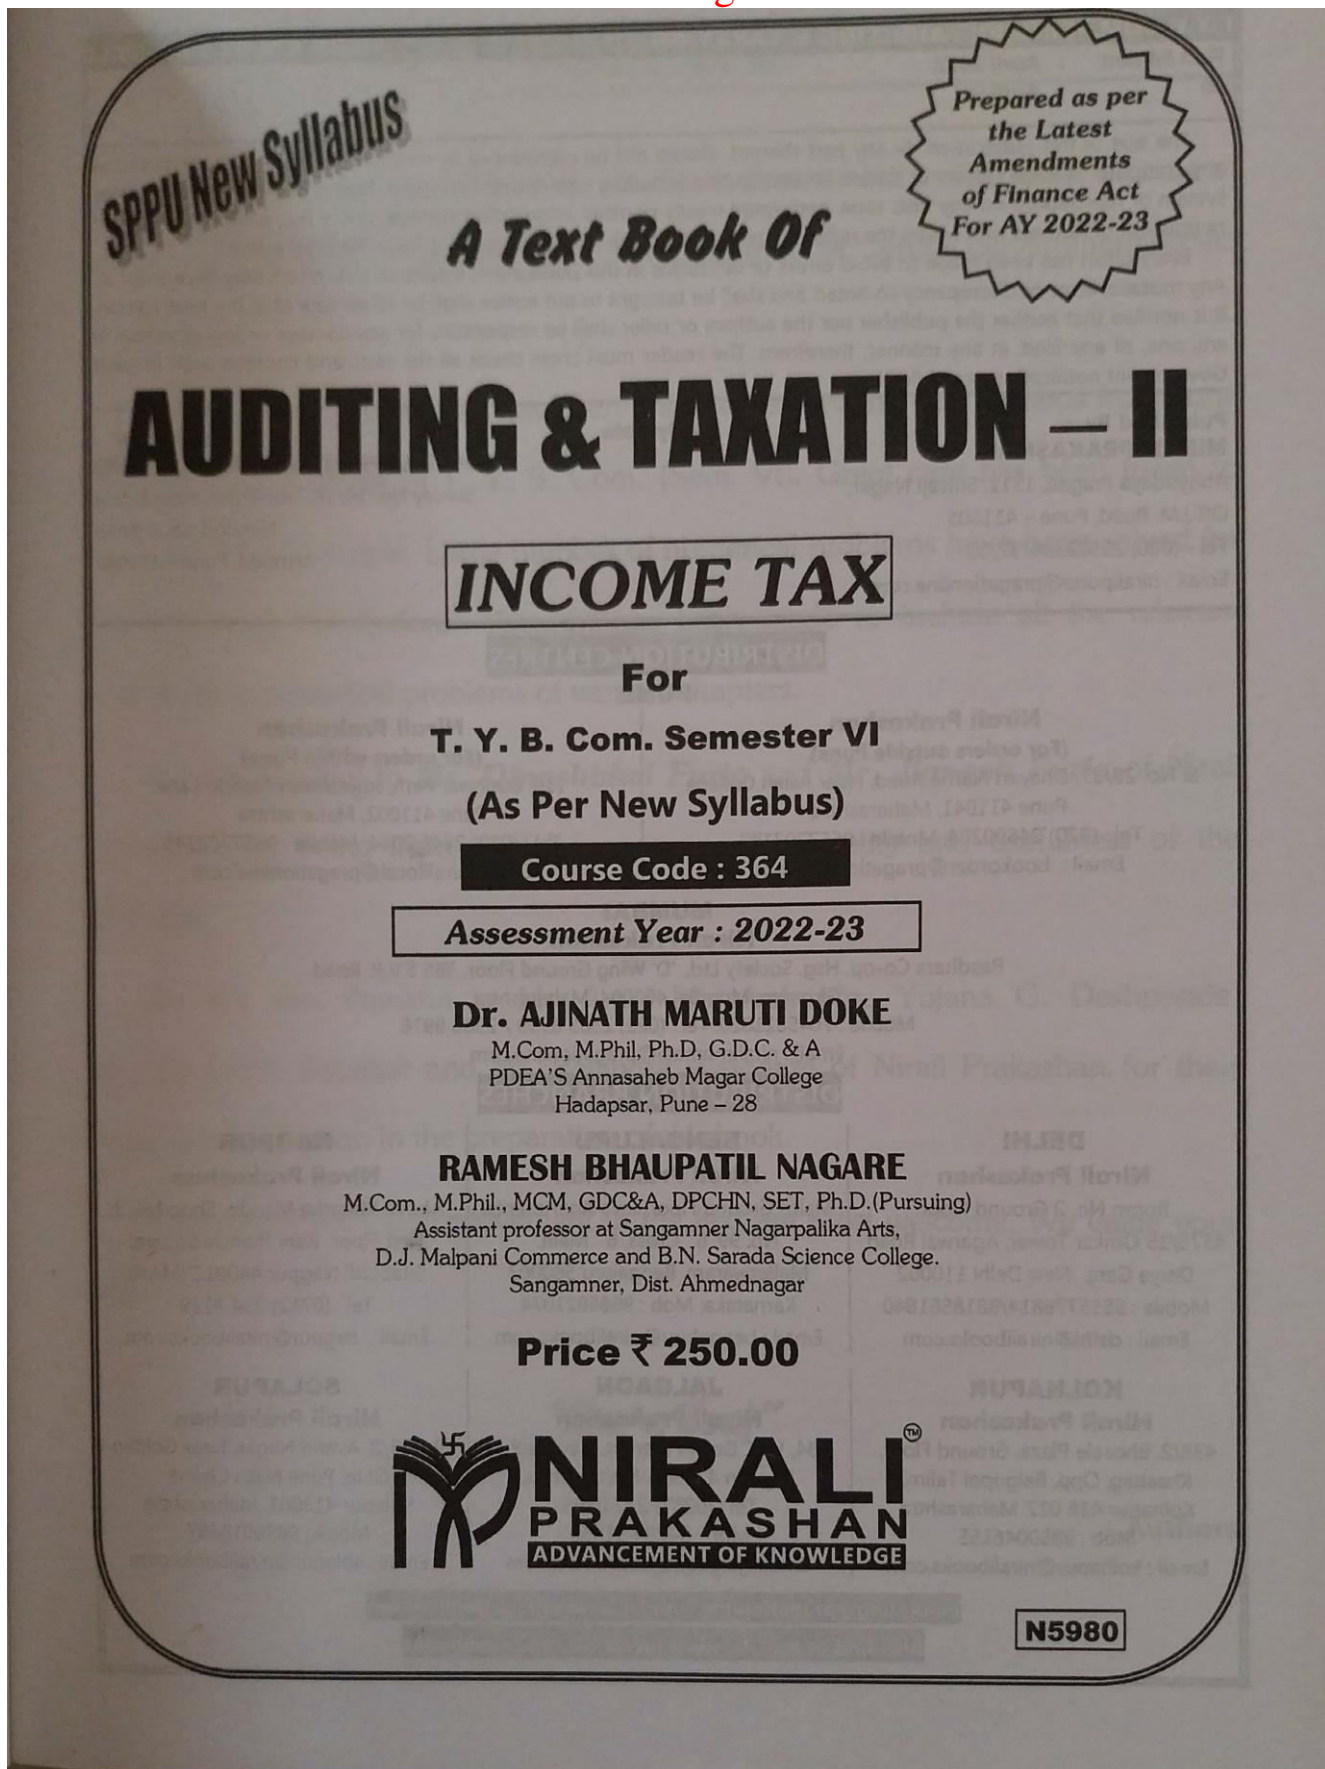 SPPU New Syllabus
Prepared as per
the Latest
Amendments
of Finance Act
For AY 2022-23
A Text Book Of
AUDITING & TAXATION – II
INCOME TAX
For
T. Y. B. Com. Semester VI
(As Per New Syllabus)
Course Code : 364
Assessment Year : 2022-23
Dr. AJINATH MARUTI DOKE
M.Com, M.Phil, Ph.D, G.D.C. & A
PDEA'S Annasaheb Magar College
Hadapsar, Pune – 28
RAMESH BHAUPATIL NAGARE
M.Com., M.Phil., MCM, GDC&A, DPCHN, SET, Ph.D.(Pursuing)
Assistant professor at Sangamner Nagarpalika Arts,
D.J. Malpani Commerce and B.N. Sarada Science College.
Sangamner, Dist. Ahmednagar
Price ₹ 250.00
NIRALI TM
PRAKASHAN
ADVANCEMENT OF KNOWLEDGE
N5980